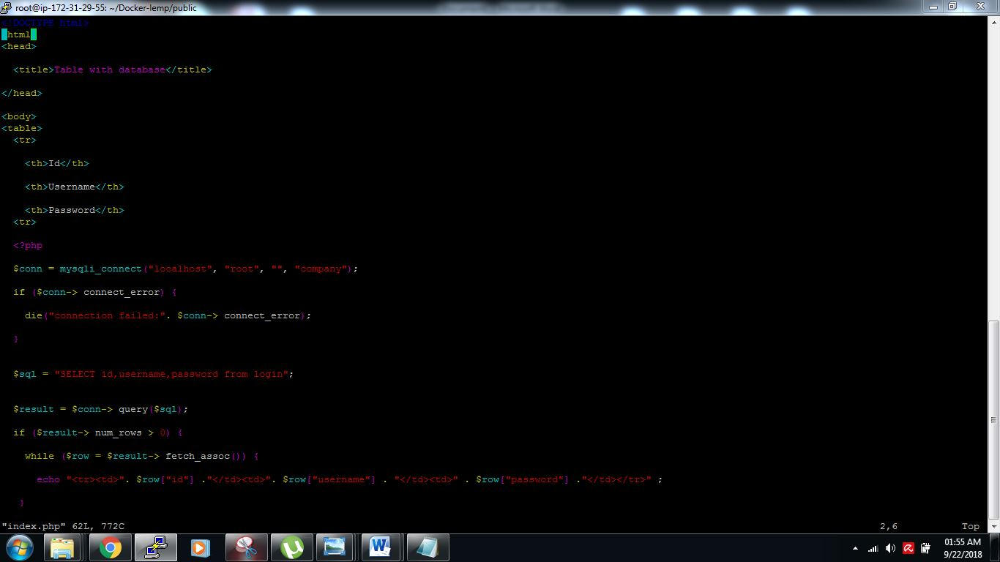 root@ip-172-31-29-55: ~/Docker-lemp/public
<!DOCTYPE html>
<html>
<head>
<title>Table with database</title>
</head>
<body>
<table>
<tr>
<th>Id</th>
<th>Username</th>
<th>Password</th>
<tr>
<?php
$conn = mysqli_connect("localhost", "root", "", "company");
if ($conn-> connect_error) {
die("connection failed:". $conn-> connect_error);
}
$sql = "SELECT id,username,password from login";
$result = $conn-> query($sql);
if ($result-> num_rows > 0) {
while ($row = $result-> fetch_assoc()) {
echo "<tr><td>". $row["id"] ."</td><td>". $row["username"] . "</td><td>" . $row["password"] ."</td></tr>" ;
}
"index.php" 62L, 772C 2,6 Top
01:55 AM
9/22/2018